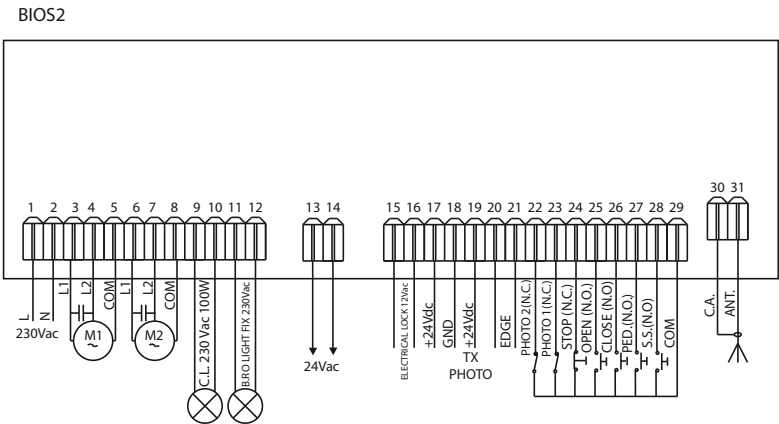 BIOS2
1 2 3 4 5 6 7 8 9 10 11 12 13 14 15 16 17 18 19 20 21 22 23 24 25 26 27 28 29
30 31
L
N
230Vac
L1
L2
COM
M1
~
L1
L2
COM
M2
~
C.L. 230 Vac 100W
B.RO LIGHT FIX 230Vac
24Vac
ELECTRICAL LOCK 12Vac
+24Vdc
GND
+24Vdc
TX
PHOTO
EDGE
PHOTO 2(N.C.)
PHOTO 1(N.C.)
STOP (N.C.)
OPEN (N.O.)
CLOSE (N.O)
PED.(N.O.)
S.S.(N.O)
COM
C.A.
ANT.